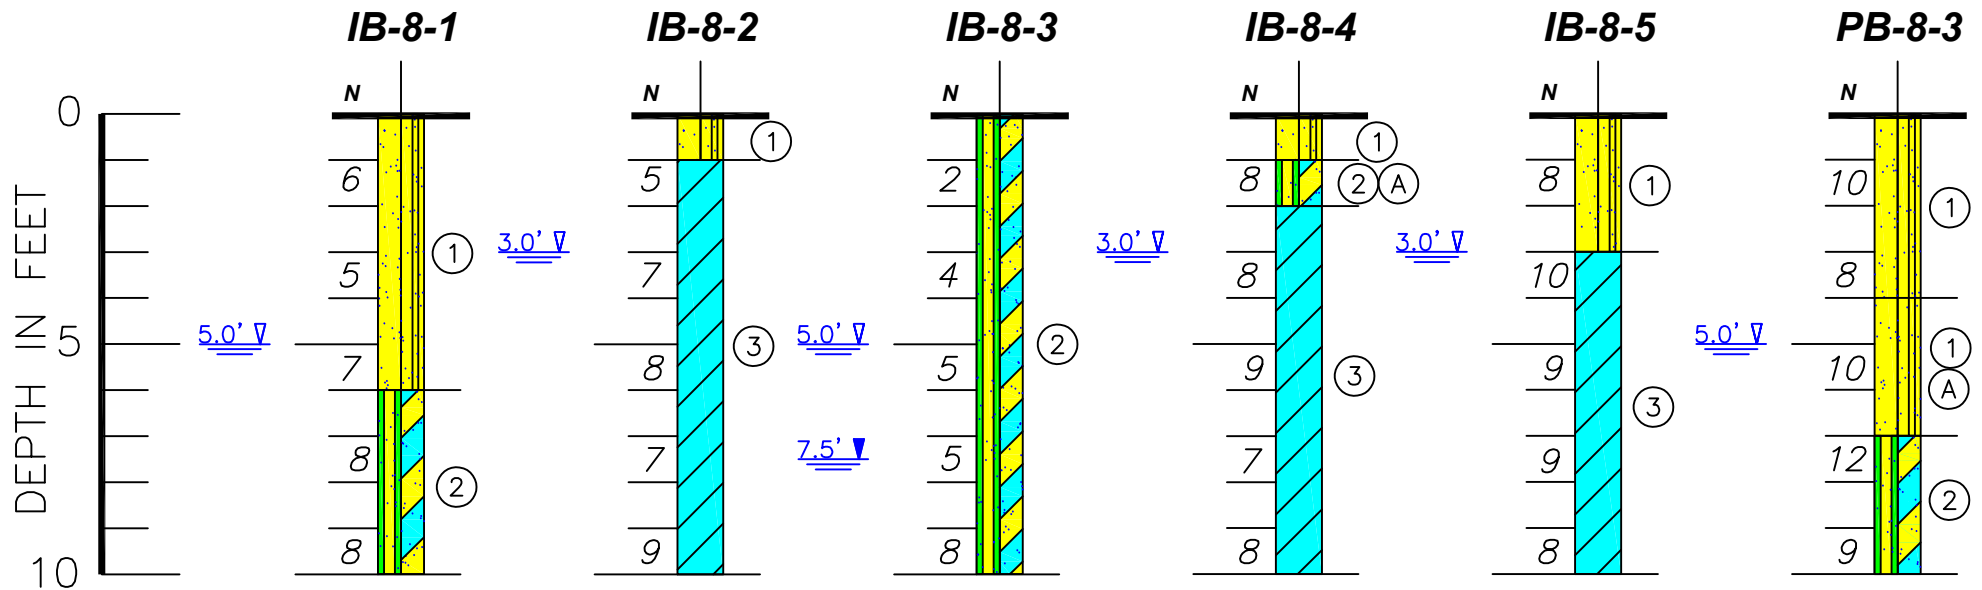 IB-8-1 IB-8-2 IB-8-3 IB-8-4 IB-8-5 PB-8-3
N N N N N N
0
1 1
6 5 2 8 2 A 8 1 10 1
3.0' 3.0' 3.0'
1
5 7 4 8 10 8
5 5.0' 5.0' 5.0'
3 2 1
7 8 5 9 3 9 10 A
3
7.5'
8 7 5 7 9 12
2 2
8 9 8 8 8 9
10
DEPTH IN FEET